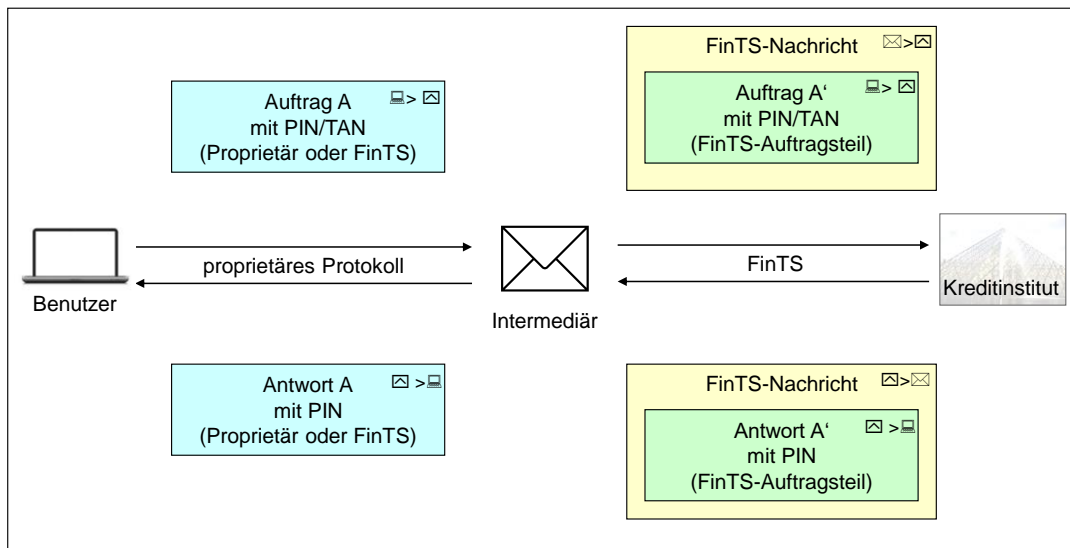 FinTS-Nachricht ✉>
Auftrag A >
mit PIN/TAN
(Proprietär oder FinTS)
Auftrag A‘ >
mit PIN/TAN
(FinTS-Auftragsteil)
proprietäres Protokoll
FinTS
Benutzer
Intermediär
Kreditinstitut
Antwort A >
mit PIN
(Proprietär oder FinTS)
FinTS-Nachricht >✉
Antwort A‘ >
mit PIN
(FinTS-Auftragsteil)